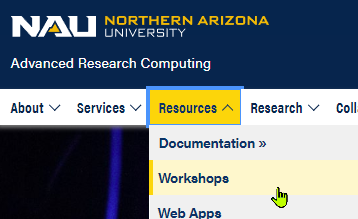 NAU NORTHERN ARIZONA
UNIVERSITY
Advanced Research Computing
About Services Resources Research Coll
Documentation »
Workshops
Web Apps